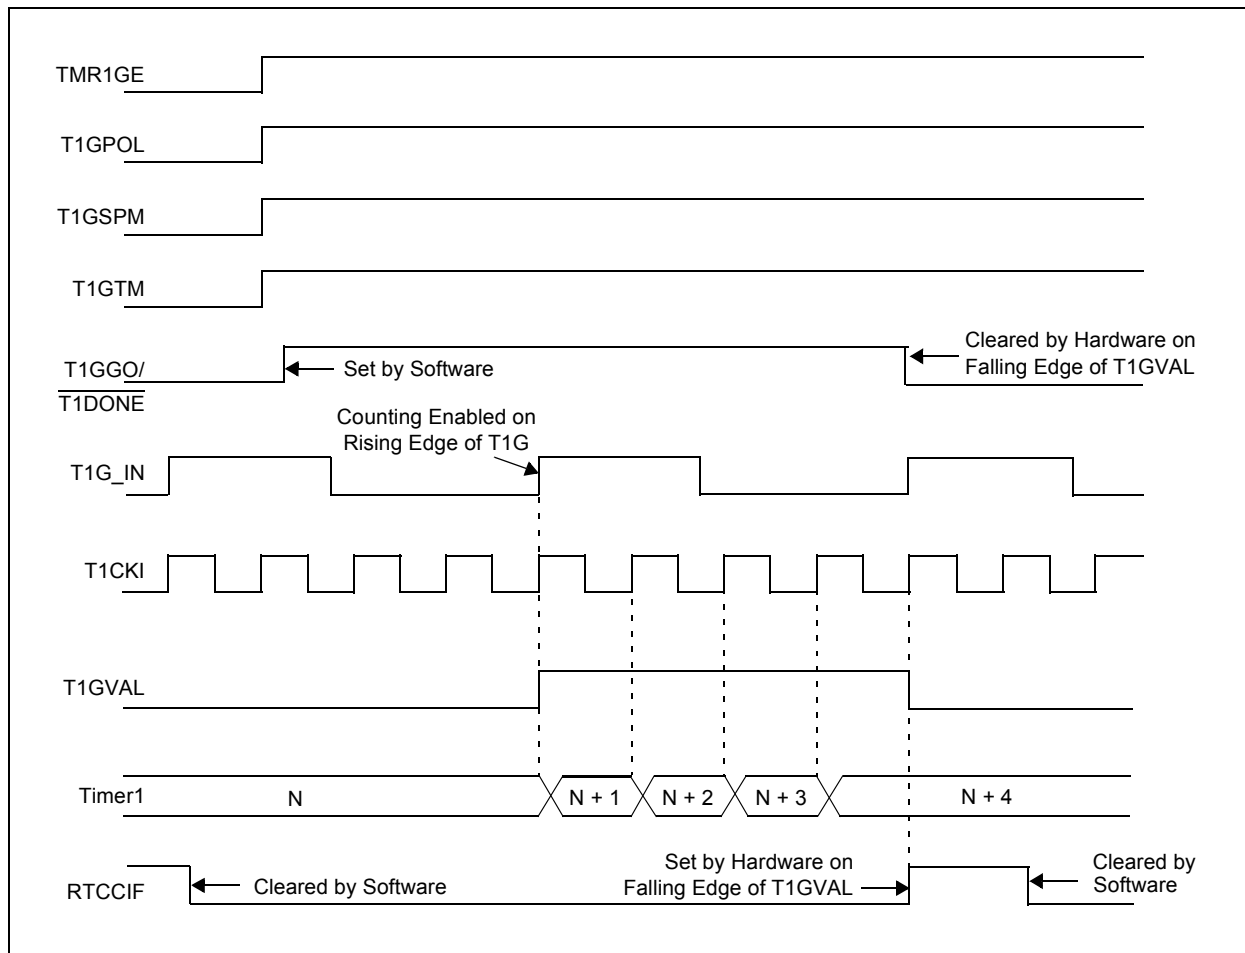 TMR1GE
T1GPOL
T1GSPM
T1GTM
T1GGO/
T1DONE
Set by Software
Cleared by Hardware on
Falling Edge of T1GVAL
Counting Enabled on
Rising Edge of T1G
T1G_IN
T1CKI
T1GVAL
Timer1
N
N + 1
N + 2
N + 3
N + 4
RTCCIF
Cleared by Software
Set by Hardware on
Falling Edge of T1GVAL
Cleared by
Software